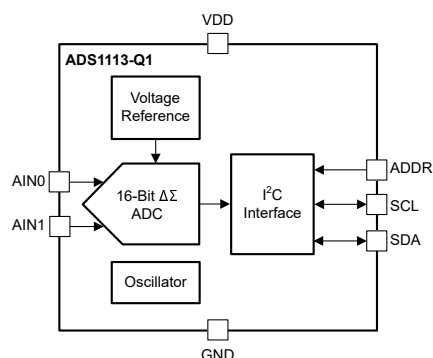 VDD
ADS1113-Q1
Voltage
Reference
AIN0
AIN1
16-Bit ΔΣ
ADC
I²C
Interface
ADDR
SCL
SDA
Oscillator
GND